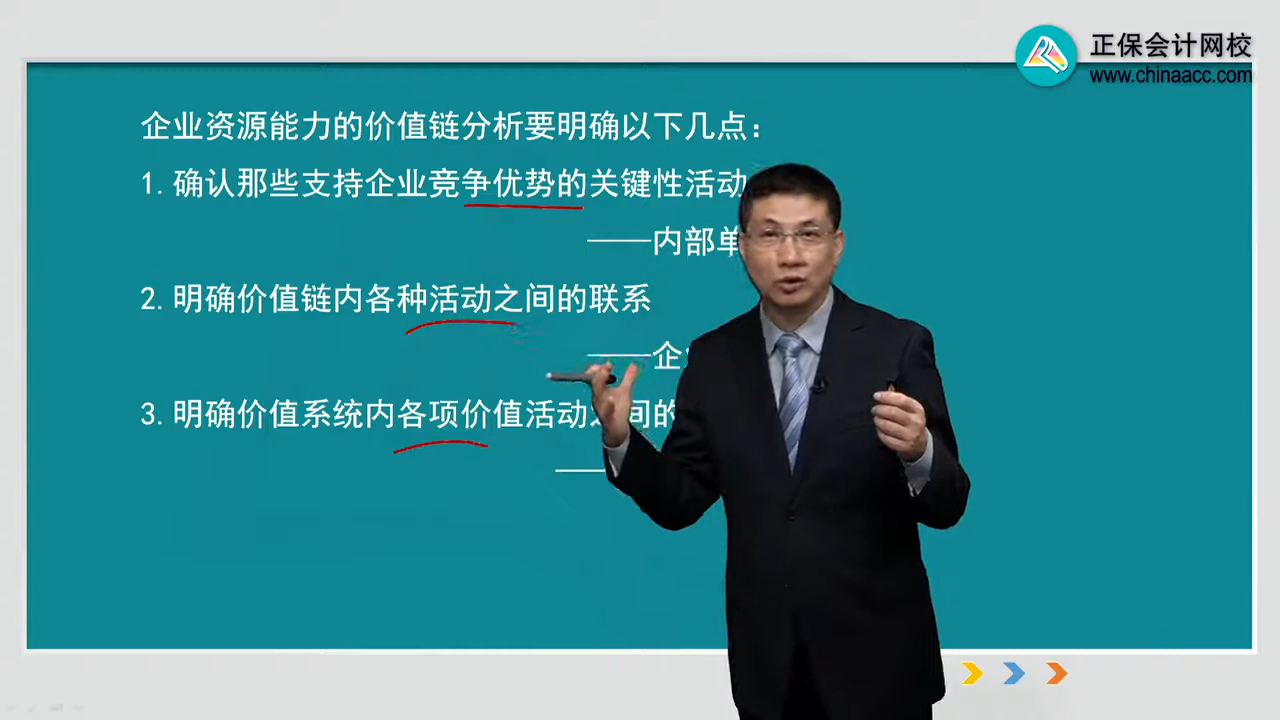 正保会计网校
www.chinaacc.com
企业资源能力的价值链分析要明确以下几点：
1.确认那些支持企业竞争优势的关键性活动
——内部单
2.明确价值链内各种活动之间的联系
——企
3.明确价值系统内各项价值活动之间的
——